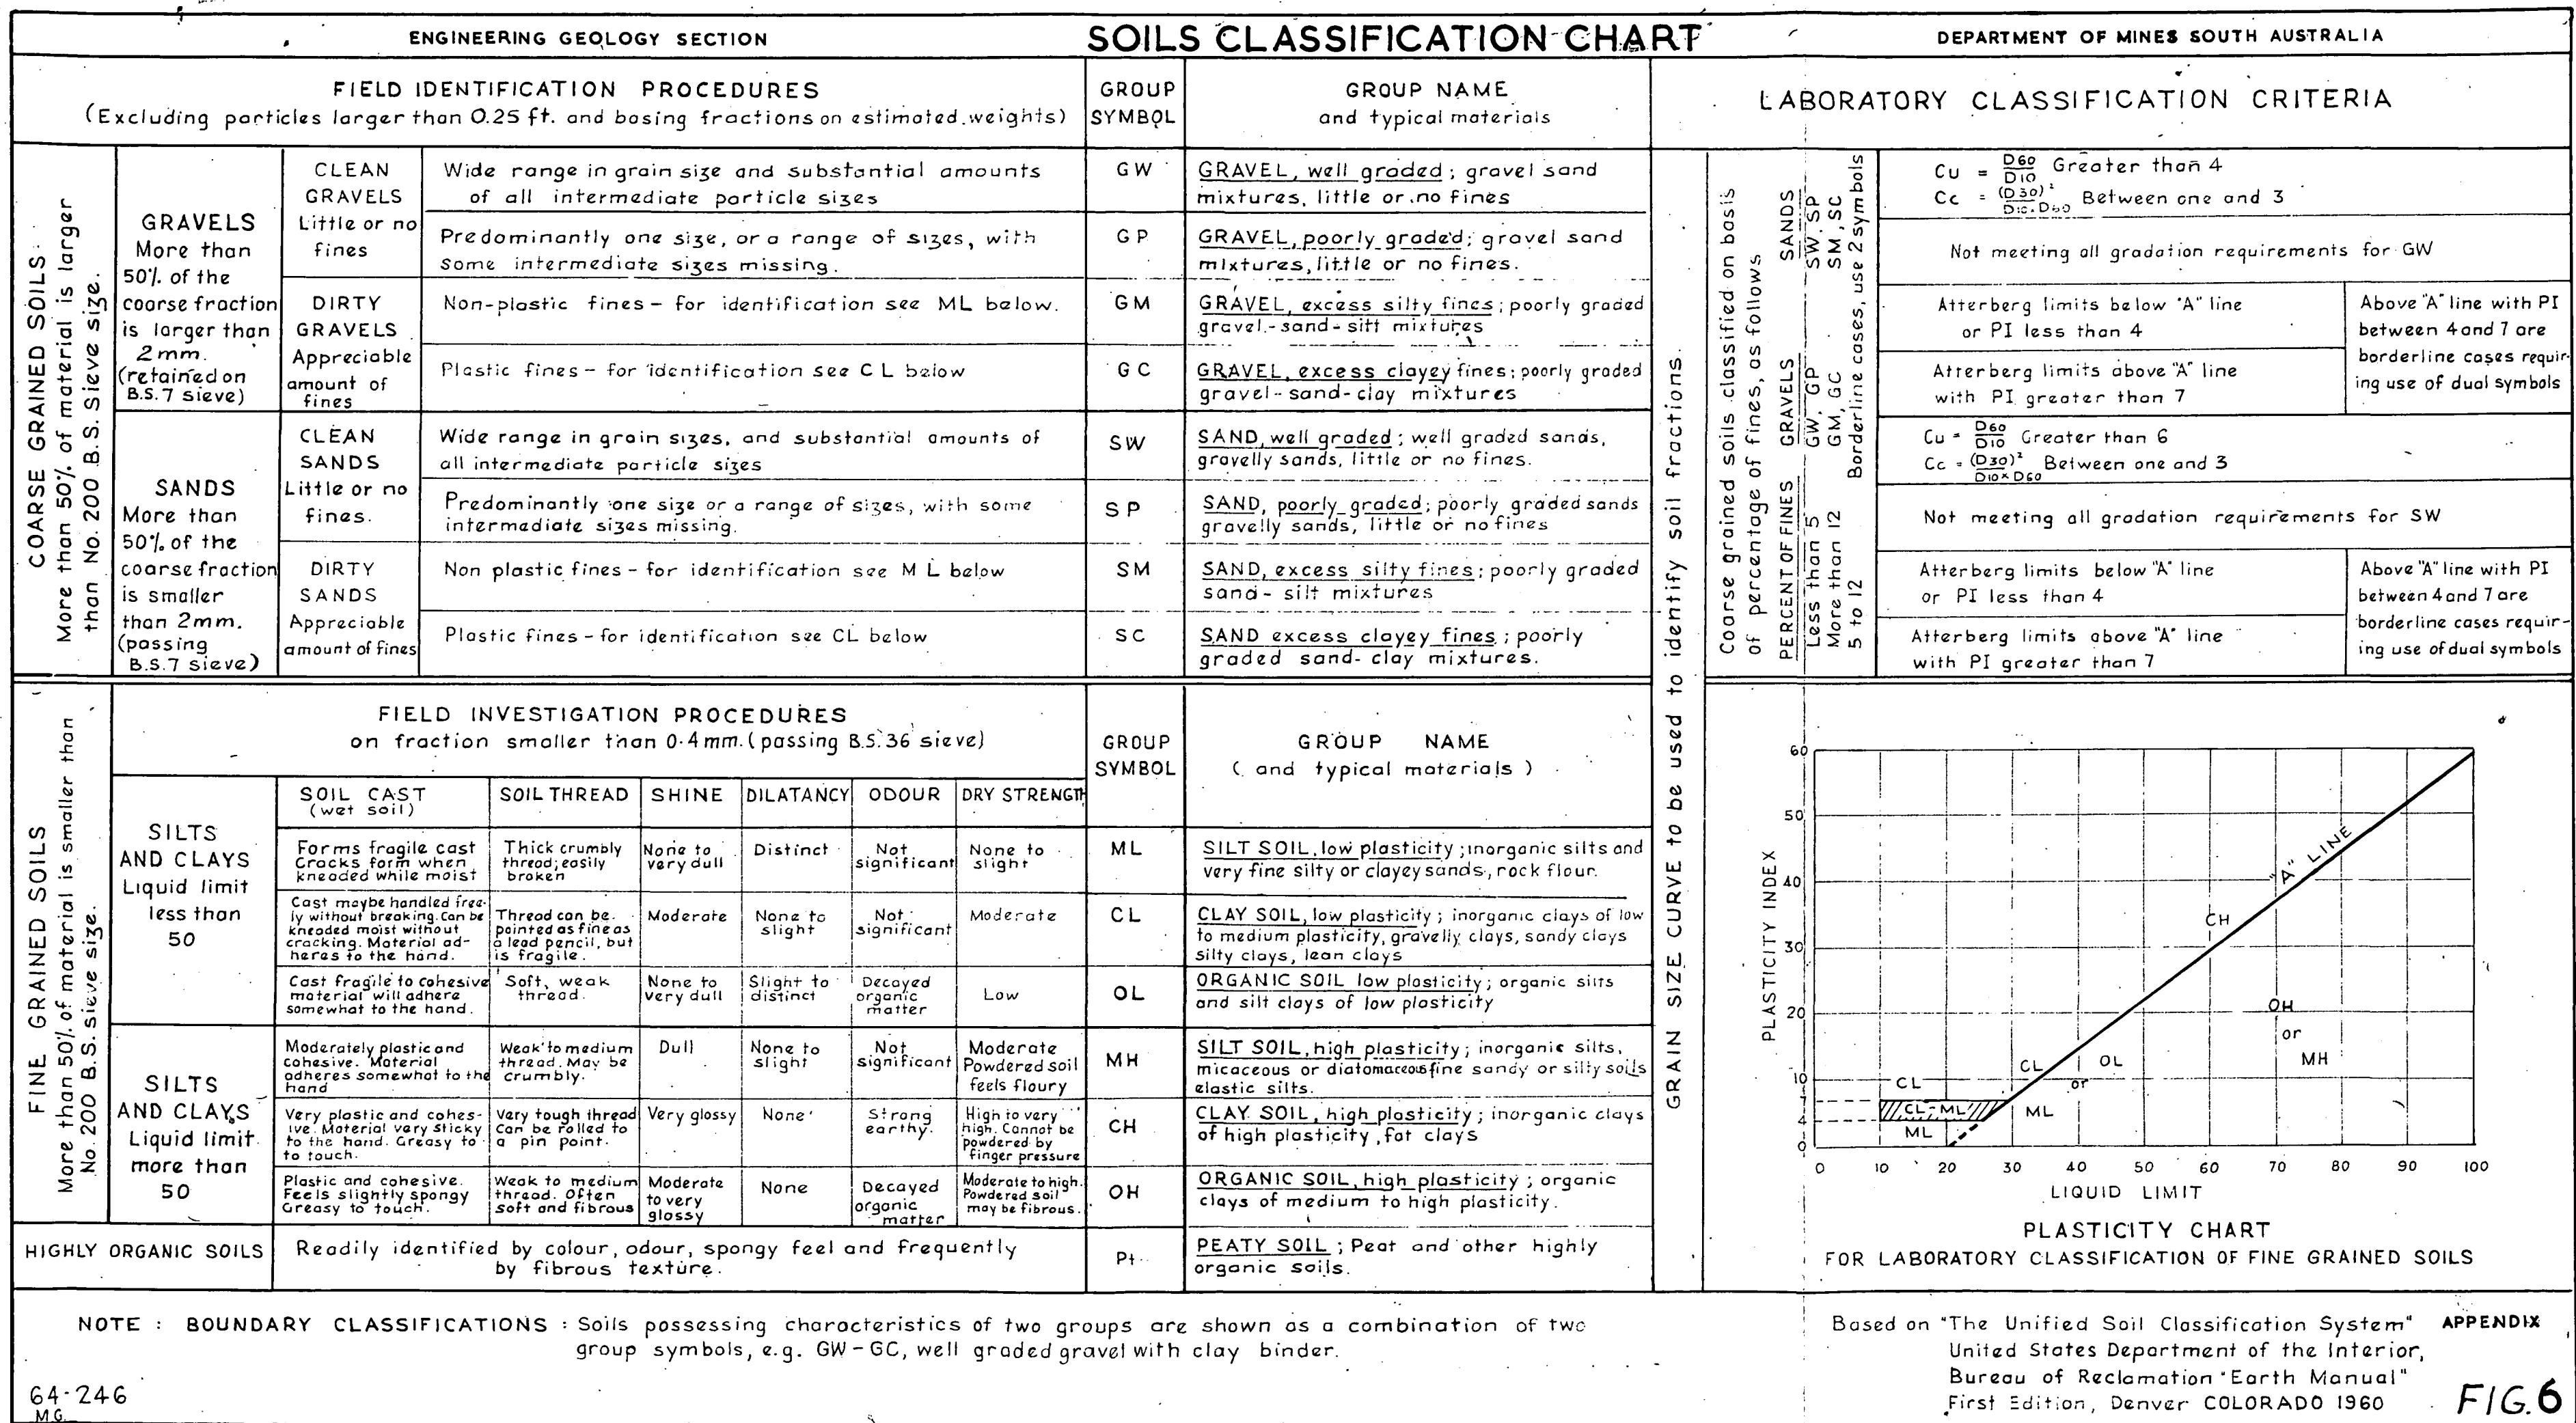 ENGINEERING GEOLOGY SECTION
SOILS CLASSIFICATION CHART
DEPARTMENT OF MINES SOUTH AUSTRALIA
FIELD IDENTIFICATION PROCEDURES
(Excluding particles larger than 0.25 ft. and basing fractions on estimated weights)
GROUP
SYMBOL
GROUP NAME
and typical materials
LABORATORY CLASSIFICATION CRITERIA
COARSE GRAINED SOILS.
More than 50% of material is larger
than No. 200 B.S. Sieve size.
GRAVELS
More than
50% of the
coarse fraction
is larger than
2mm.
(retained on
B.S.7 sieve)
CLEAN
GRAVELS
Little or no
fines
Wide range in grain size and substantial amounts
of all intermediate particle sizes
GW
GRAVEL, well graded; gravel sand
mixtures, little or no fines
Predominantly one size, or a range of sizes, with
some intermediate sizes missing.
GP
GRAVEL, poorly graded; gravel sand
mixtures, little or no fines.
DIRTY
GRAVELS
Appreciable
amount of
fines
Non-plastic fines - for identification see ML below.
GM
GRAVEL, excess silty fines; poorly graded
gravel-sand-silt mixtures
Plastic fines - for identification see CL below
GC
GRAVEL, excess clayey fines; poorly graded
gravel-sand-clay mixtures
SANDS
More than
50% of the
coarse fraction
is smaller
than 2mm.
(passing
B.S.7 sieve)
CLEAN
SANDS
Little or no
fines.
Wide range in grain sizes, and substantial amounts of
all intermediate particle sizes
SW
SAND, well graded; well graded sands,
gravelly sands, little or no fines.
Predominantly one size or a range of sizes, with some
intermediate sizes missing.
SP
SAND, poorly graded; poorly graded sands
gravelly sands, little or no fines
DIRTY
SANDS
Appreciable
amount of fines
Non plastic fines - for identification see ML below
SM
SAND, excess silty fines; poorly graded
sand-silt mixtures
Plastic fines - for identification see CL below
SC
SAND excess clayey fines; poorly
graded sand-clay mixtures.
GRAIN SIZE CURVE to be used to identify soil fractions.
Coarse grained soils classified on basis
of percentage of fines, as follows
PERCENT OF FINES GRAVELS SANDS
Less than 5 GW, GP SW, SP
More than 12 GM, GC SM, SC
5 to 12 Borderline cases, use 2 symbols
Cu = D60/D10 Greater than 4
Cc = (D30)²/D10.D60 Between one and 3
Not meeting all gradation requirements for GW
Atterberg limits below "A" line
or PI less than 4
Atterberg limits above "A" line
with PI greater than 7
Above "A" line with PI
between 4 and 7 are
borderline cases requir-
ing use of dual symbols
Cu = D60/D10 Greater than 6
Cc = (D30)²/D10×D60 Between one and 3
Not meeting all gradation requirements for SW
Atterberg limits below "A" line
or PI less than 4
Atterberg limits above "A" line
with PI greater than 7
Above "A" line with PI
between 4 and 7 are
borderline cases requir-
ing use of dual symbols
FINE GRAINED SOILS
More than 50% of material is smaller than
No. 200 B.S. sieve size.
FIELD INVESTIGATION PROCEDURES
on fraction smaller than 0.4mm. (passing B.S. 36 sieve)
GROUP
SYMBOL
GROUP NAME
(and typical materials)
SOIL CAST
(wet soil)
SOIL THREAD
SHINE
DILATANCY
ODOUR
DRY STRENGTH
SILTS
AND CLAYS
Liquid limit
less than
50
Forms fragile cast
Cracks form when
kneaded while moist
Thick crumbly
thread; easily
broken
None to
very dull
Distinct
Not
significant
None to
slight
ML
SILT SOIL, low plasticity; inorganic silts and
very fine silty or clayey sands, rock flour.
Cast maybe handled free-
ly without breaking. Can be
kneaded moist without
cracking. Material ad-
heres to the hand.
Thread can be
pointed as fine as
a lead pencil, but
is fragile.
Moderate
None to
slight
Not
significant
Moderate
CL
CLAY SOIL, low plasticity; inorganic clays of low
to medium plasticity, gravelly clays, sandy clays
silty clays, lean clays
Cast fragile to cohesive
material will adhere
somewhat to the hand.
Soft, weak
thread.
None to
very dull
Slight to
distinct
Decayed
organic
matter
Low
OL
ORGANIC SOIL low plasticity; organic silts
and silt clays of low plasticity
SILTS
AND CLAYS
Liquid limit
more than
50
Moderately plastic and
cohesive. Material
adheres somewhat to the
hand
Weak to medium
thread. May be
crumbly.
Dull
None to
slight
Not
significant
Moderate
Powdered soil
feels floury
MH
SILT SOIL, high plasticity; inorganic silts,
micaceous or diatomaceous fine sandy or silty soils
elastic silts.
Very plastic and cohes-
ive. Material very sticky
to the hand. Greasy to
to touch.
Very tough thread
Can be rolled to
a pin point.
Very glossy
None
Strong
earthy.
High to very
high. Cannot be
powdered by
finger pressure
CH
CLAY SOIL, high plasticity; inorganic clays
of high plasticity, fat clays
Plastic and cohesive.
Feels slightly spongy
Greasy to touch.
Weak to medium
thread. Often
soft and fibrous
Moderate
to very
glossy
None
Decayed
organic
matter
Moderate to high.
Powdered soil
may be fibrous.
OH
ORGANIC SOIL, high plasticity; organic
clays of medium to high plasticity.
HIGHLY ORGANIC SOILS
Readily identified by colour, odour, spongy feel and frequently
by fibrous texture.
Pt
PEATY SOIL; Peat and other highly
organic soils.
PLASTICITY INDEX
60
50
40
30
20
10
7
4
0
"A" LINE
CH
OH
or
MH
CL
OL
or
ML
CL
CL-ML
ML
0 10 20 30 40 50 60 70 80 90 100
LIQUID LIMIT
PLASTICITY CHART
FOR LABORATORY CLASSIFICATION OF FINE GRAINED SOILS
NOTE : BOUNDARY CLASSIFICATIONS : Soils possessing characteristics of two groups are shown as a combination of two
group symbols, e.g. GW-GC, well graded gravel with clay binder.
Based on "The Unified Soil Classification System"
United States Department of the Interior,
Bureau of Reclamation "Earth Manual"
First Edition, Denver COLORADO 1960
APPENDIX
FIG.6
64-246
M.G.